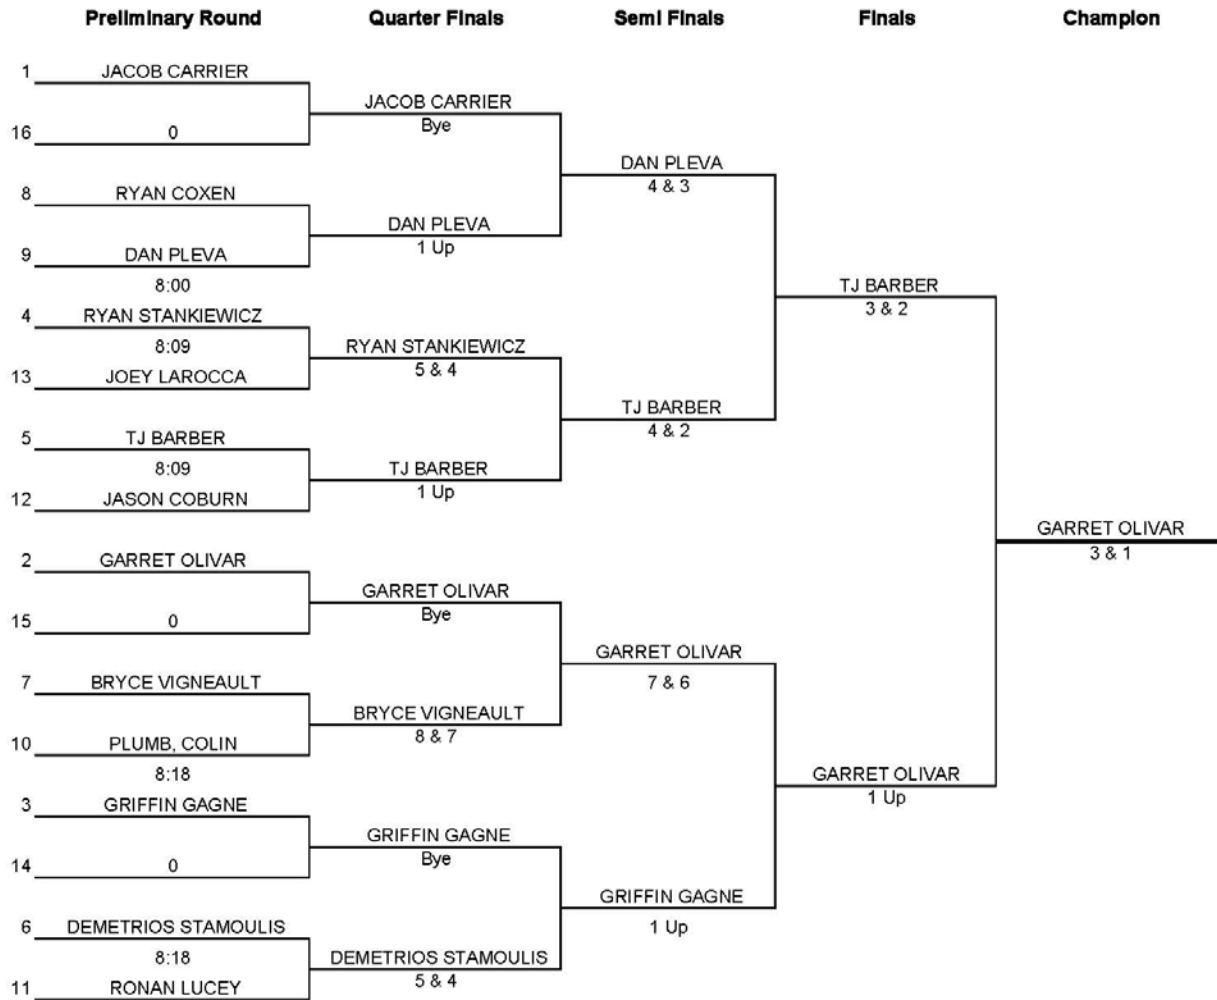 Preliminary Round Quarter Finals Semi Finals Finals Champion
1 JACOB CARRIER
JACOB CARRIER
Bye
16 0
DAN PLEVA
4 & 3
8 RYAN COXEN
DAN PLEVA
1 Up
9 DAN PLEVA
8:00
TJ BARBER
3 & 2
4 RYAN STANKIEWICZ
8:09
RYAN STANKIEWICZ
5 & 4
13 JOEY LAROCCA
TJ BARBER
4 & 2
5 TJ BARBER
8:09
TJ BARBER
1 Up
12 JASON COBURN
GARRET OLIVAR
3 & 1
2 GARRET OLIVAR
GARRET OLIVAR
Bye
15 0
GARRET OLIVAR
7 & 6
7 BRYCE VIGNEAULT
BRYCE VIGNEAULT
8 & 7
10 PLUMB, COLIN
8:18
GARRET OLIVAR
1 Up
3 GRIFFIN GAGNE
GRIFFIN GAGNE
Bye
14 0
GRIFFIN GAGNE
1 Up
6 DEMETRIOS STAMOULIS
8:18
DEMETRIOS STAMOULIS
5 & 4
11 RONAN LUCEY